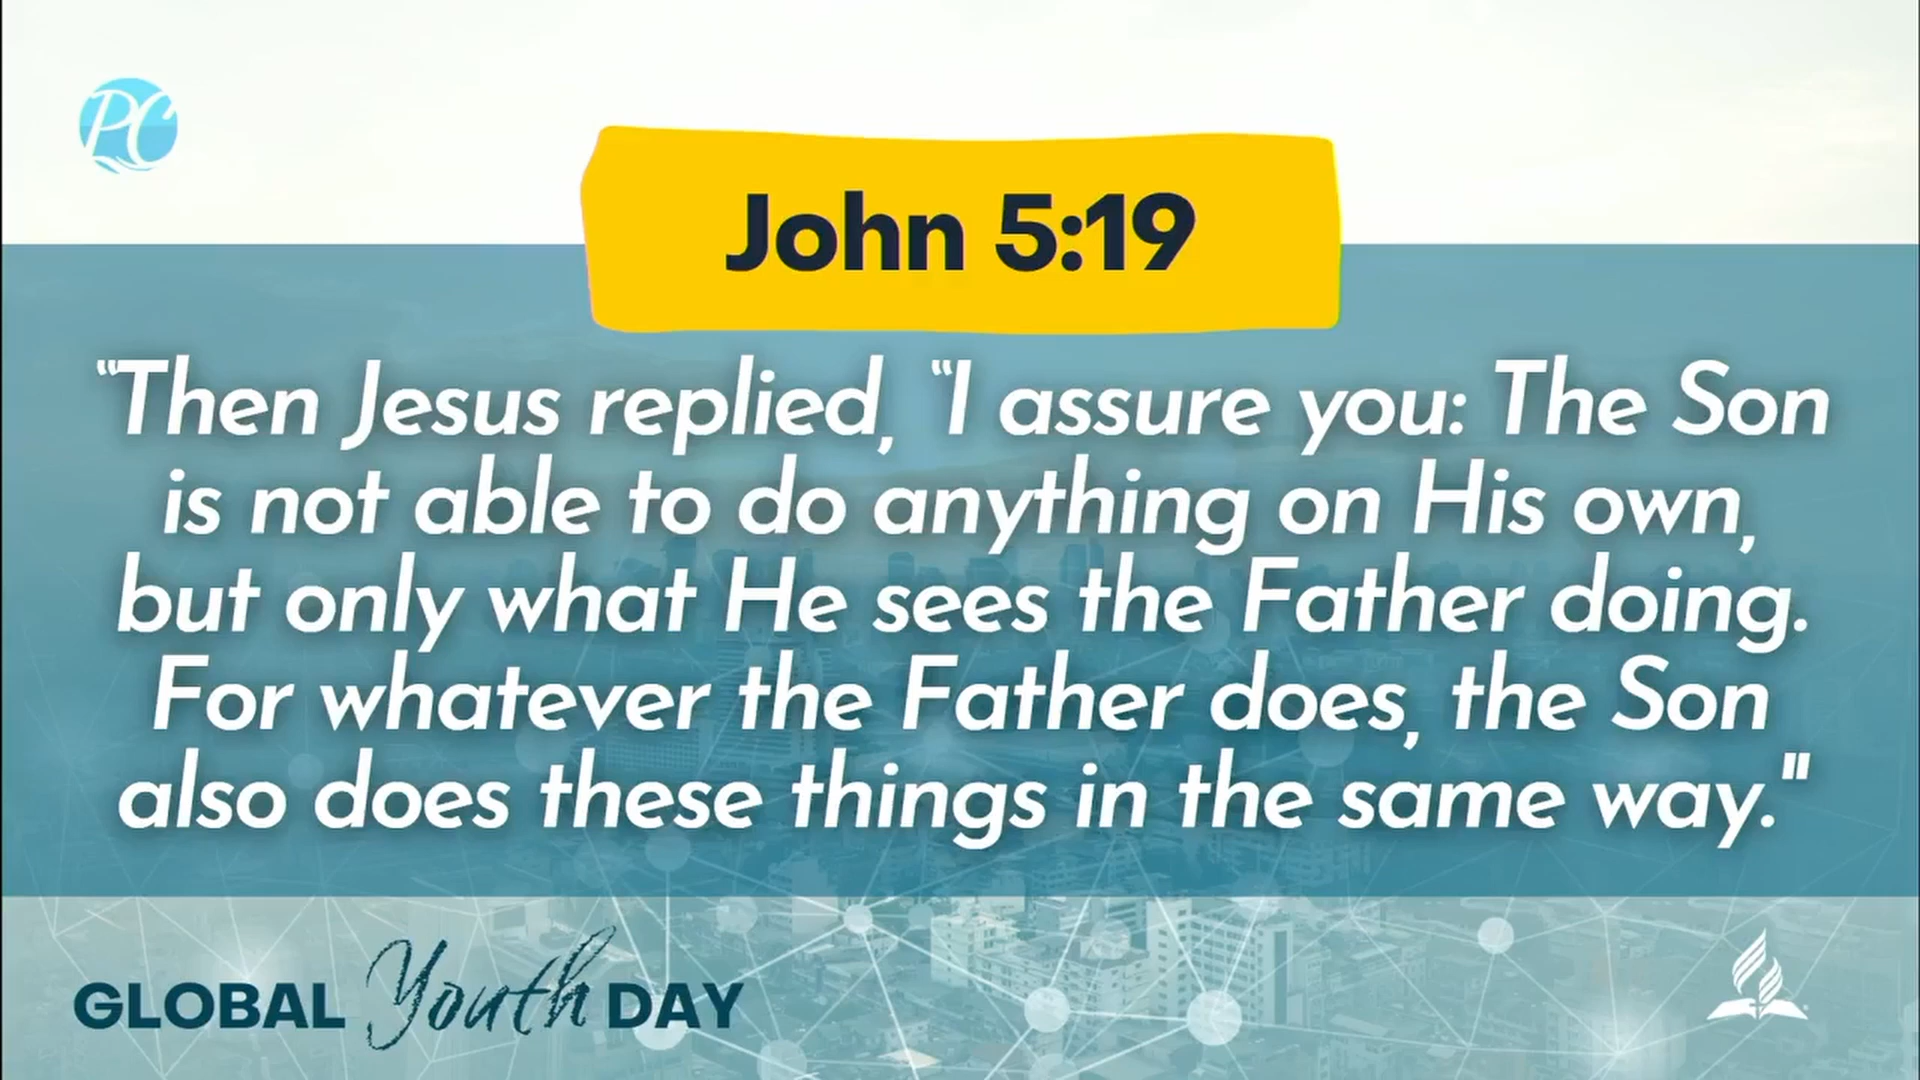 PC
John 5:19
“Then Jesus replied, “I assure you: The Son
is not able to do anything on His own,
but only what He sees the Father doing.
For whatever the Father does, the Son
also does these things in the same way."
GLOBAL Youth DAY